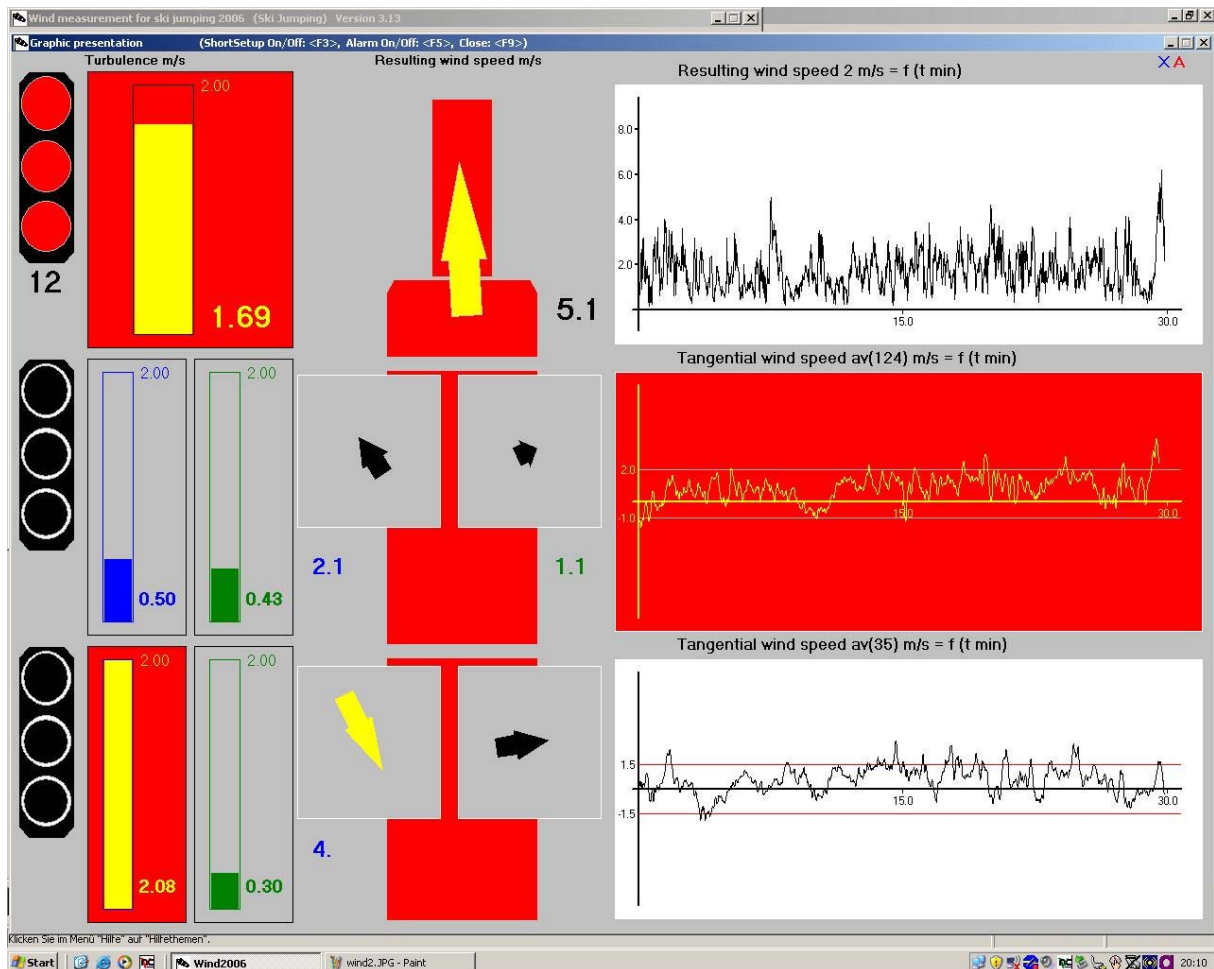 Wind measurement for ski jumping 2006 (Ski Jumping) Version 3.13
Graphic presentation (ShortSetup On/Off: <F3>, Alarm On/Off: <F5>, Close: <F9>)
Turbulence m/s
Resulting wind speed m/s
Resulting wind speed 2 m/s = f (t min)
X A
2.00
12
1.69
5.1
8.0
6.0
4.0
2.0
15.0
30.0
Tangential wind speed av(124) m/s = f (t min)
2.00
2.00
0.50
0.43
2.1
1.1
2.0
-1.0
15.0
30.0
Tangential wind speed av(35) m/s = f (t min)
2.00
2.00
2.08
0.30
4.
1.5
-1.5
15.0
30.0
Klicken Sie im Menü "Hilfe" auf "Hilfethemen".
Start
Wind2006
wind2.JPG - Paint
20:10